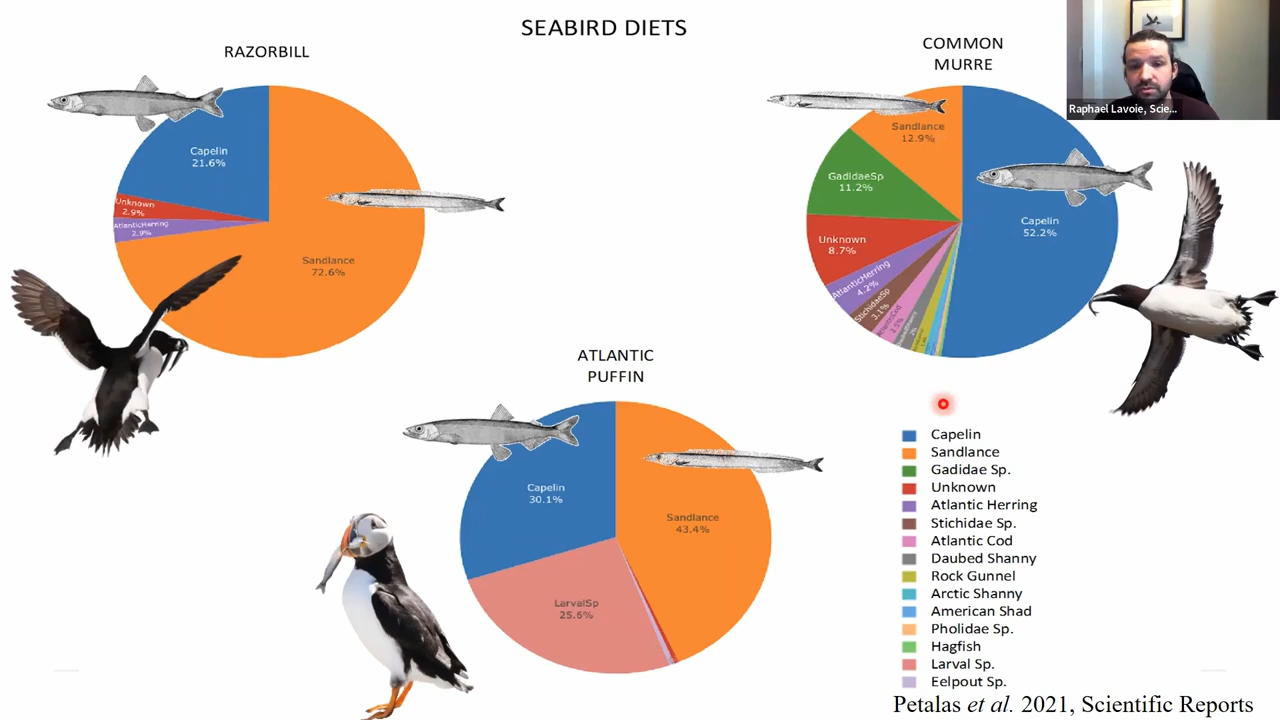 SEABIRD DIETS
RAZORBILL
Capelin
21.6%
Unknown
2.9%
AtlanticHerring
2.9%
Sandlance
72.6%
COMMON
MURRE
Sandlance
12.9%
GadidaeSp
11.2%
Unknown
8.7%
AtlanticHerring
4.2%
StichidaeSp
3.1%
Capelin
52.2%
Raphael Lavoie, Scie...
ATLANTIC
PUFFIN
Capelin
30.1%
Sandlance
43.4%
LarvalSp
25.6%
Capelin
Sandlance
Gadidae Sp.
Unknown
Atlantic Herring
Stichidae Sp.
Atlantic Cod
Daubed Shanny
Rock Gunnel
Arctic Shanny
American Shad
Pholidae Sp.
Hagfish
Larval Sp.
Eelpout Sp.
Petalas et al. 2021, Scientific Reports